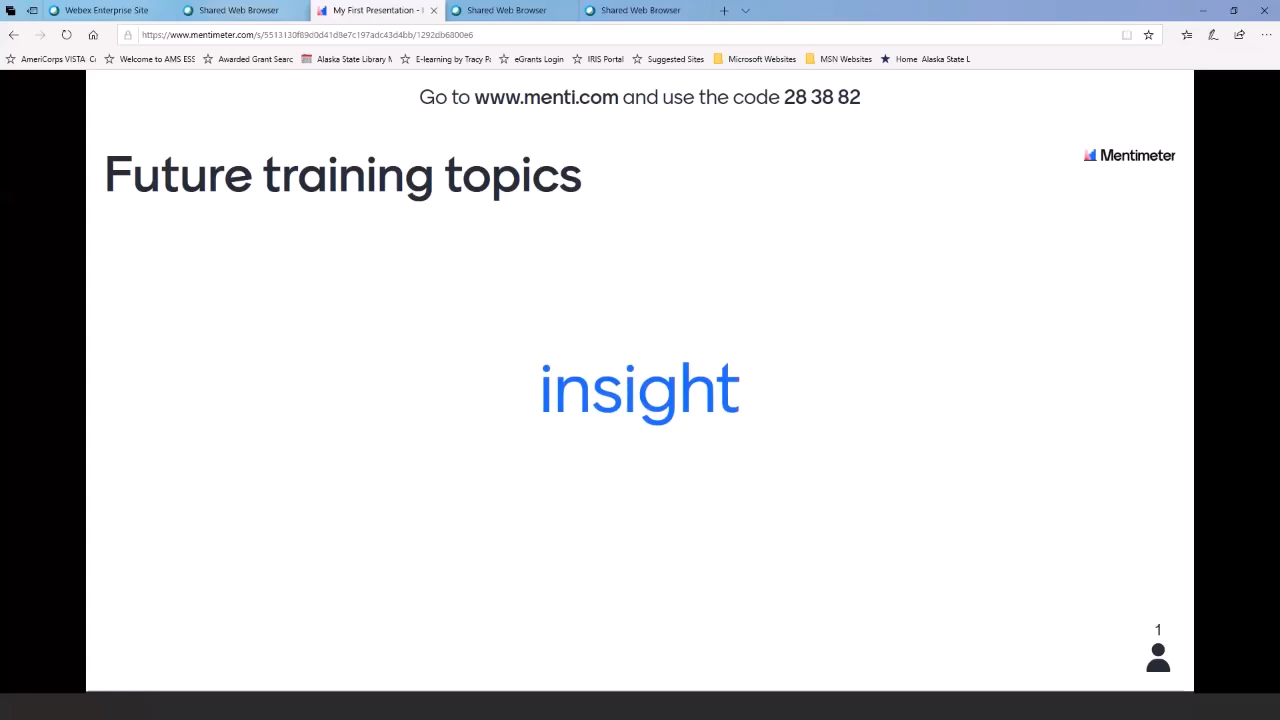 Webex Enterprise Site
Shared Web Browser
My First Presentation -
Shared Web Browser
Shared Web Browser
https://www.mentimeter.com/s/5513130f89d0d41d8e7c197adc43d4bb/1292db6800e6
AmeriCorps VISTA
Welcome to AMS ESS
Awarded Grant Searc
Alaska State Library
E-learning by Tracy
eGrants Login
IRIS Portal
Suggested Sites
Microsoft Websites
MSN Websites
Home Alaska State L
Go to www.menti.com and use the code 28 38 82
Mentimeter
Future training topics
insight
1